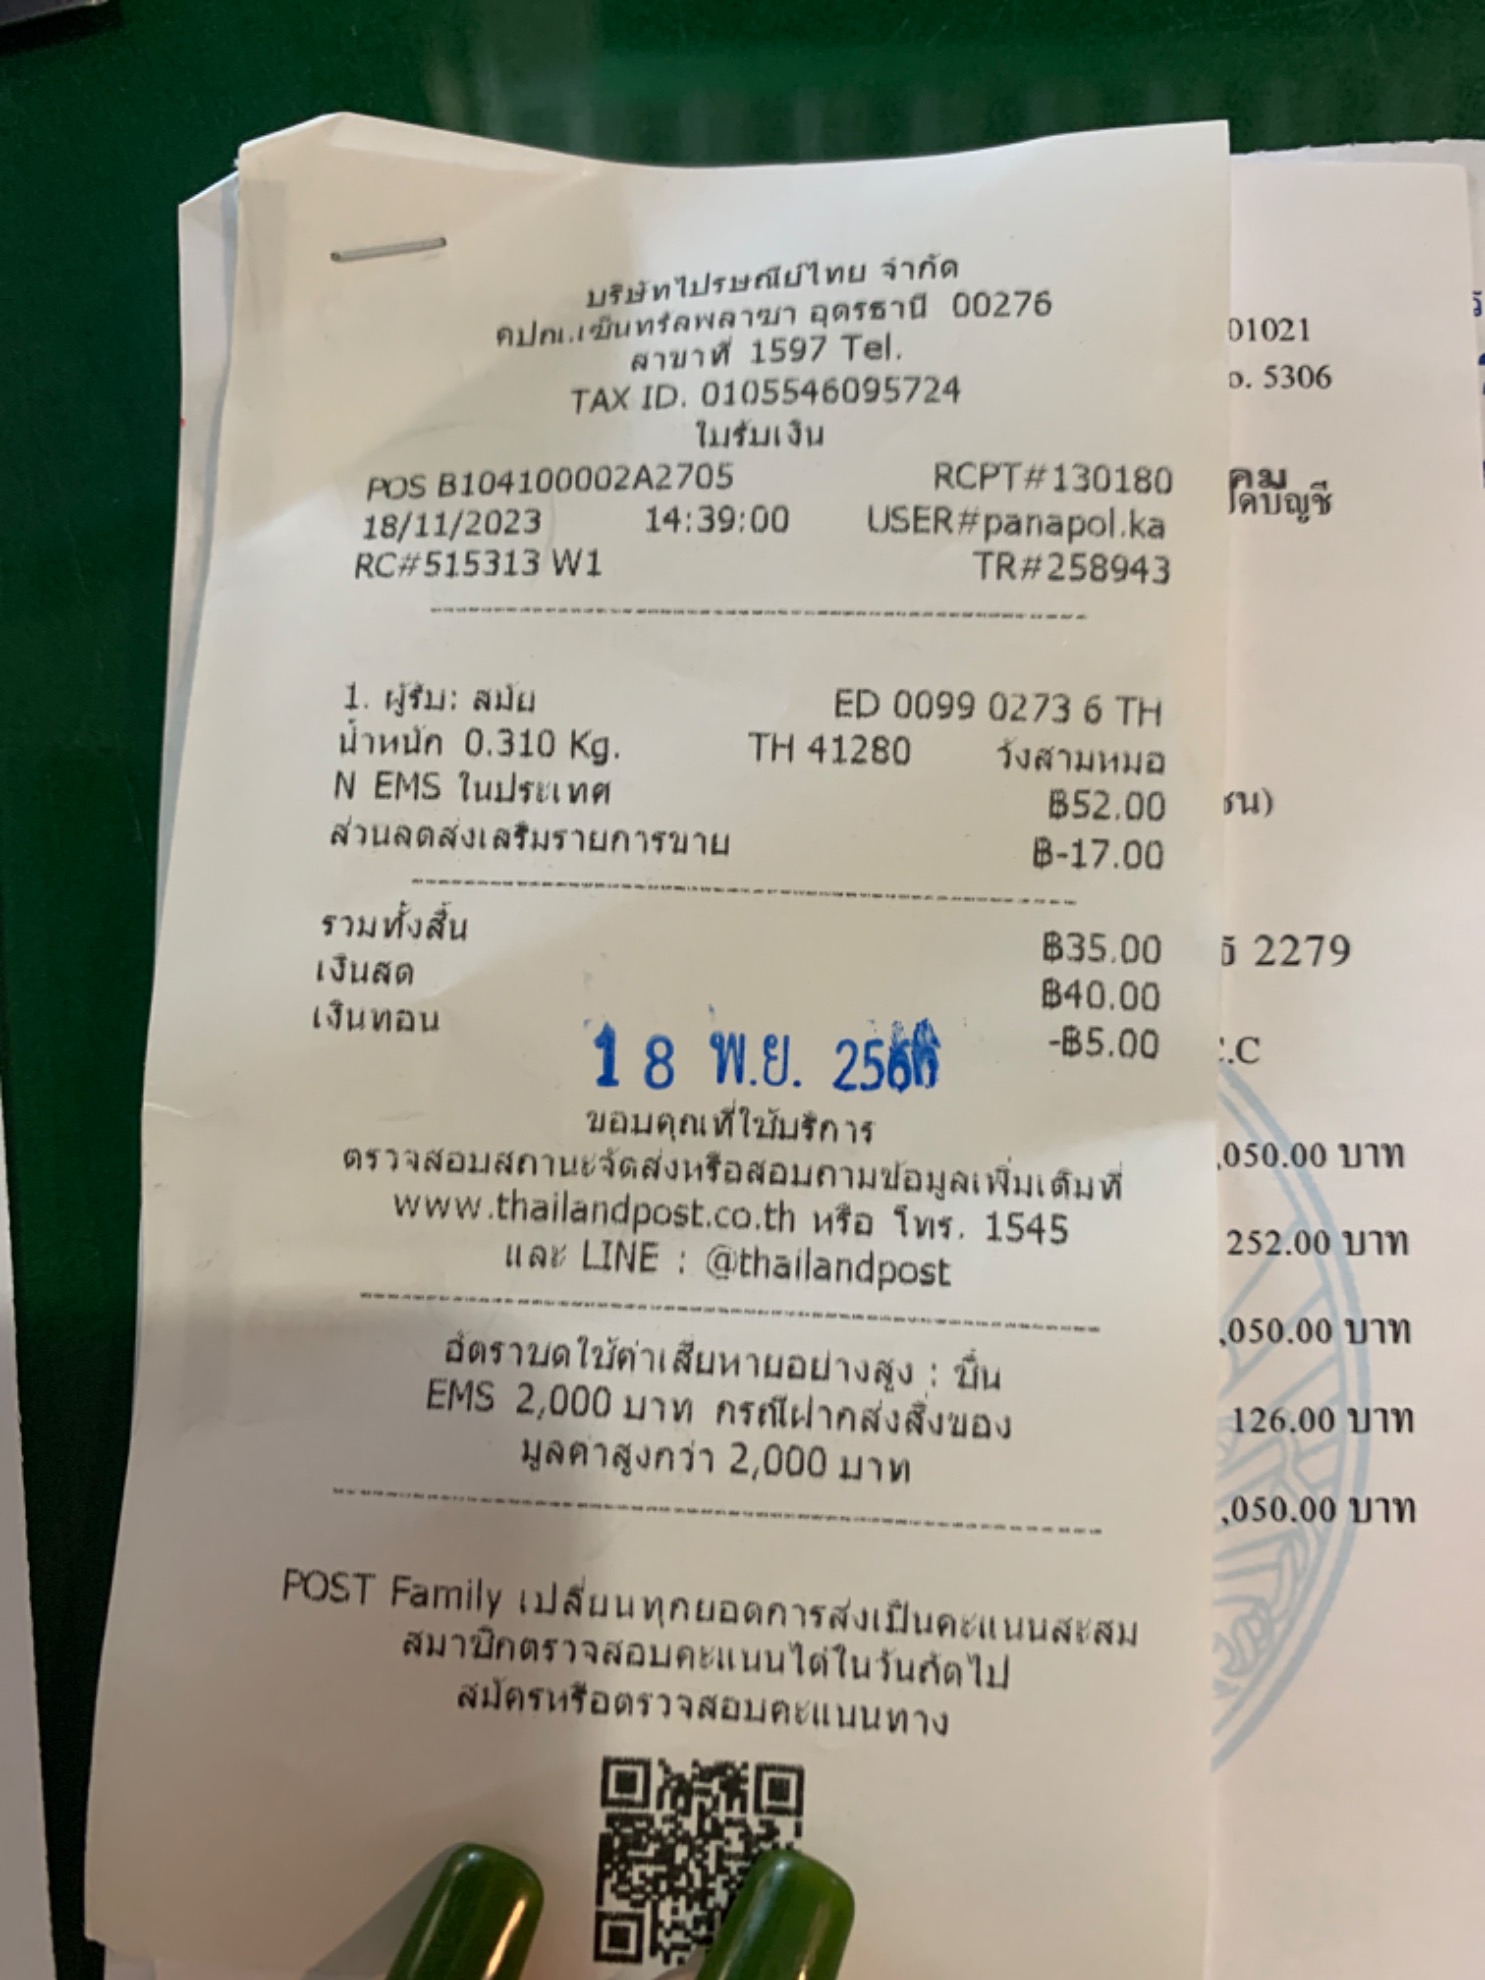 บริษัทไปรษณีย์ไทย จำกัด
คปณ.เซ็นทรัลพลาซา อุดรธานี 00276
สาขาที่ 1597 Tel.
TAX ID. 0105546095724
ใบรับเงิน
POS B104100002A2705 RCPT#130180
18/11/2023 14:39:00 USER#panapol.ka
RC#515313 W1 TR#258943
1. ผู้รับ: สมัย ED 0099 0273 6 TH
น้ำหนัก 0.310 Kg. TH 41280 วังสามหมอ
N EMS ในประเทศ ฿52.00
ส่วนลดส่งเสริมรายการขาย ฿-17.00
รวมทั้งสิ้น ฿35.00
เงินสด ฿40.00
เงินทอน -฿5.00
18 พ.ย. 2566
ขอบคุณที่ใช้บริการ
ตรวจสอบสถานะจัดส่งหรือสอบถามข้อมูลเพิ่มเติมที่
www.thailandpost.co.th หรือ โทร. 1545
และ LINE : @thailandpost
อัตราชดใช้ค่าเสียหายอย่างสูง : ชิ้น
EMS 2,000 บาท กรณีฝากส่งสิ่งของ
มูลค่าสูงกว่า 2,000 บาท
POST Family เปลี่ยนทุกยอดการส่งเป็นคะแนนสะสม
สมาชิกตรวจสอบคะแนนได้ในวันถัดไป
สมัครหรือตรวจสอบคะแนนทาง
01021
o. 5306
คม
ดบัญชี
ชน)
ธิ 2279
.C
,050.00 บาท
252.00 บาท
,050.00 บาท
126.00 บาท
,050.00 บาท